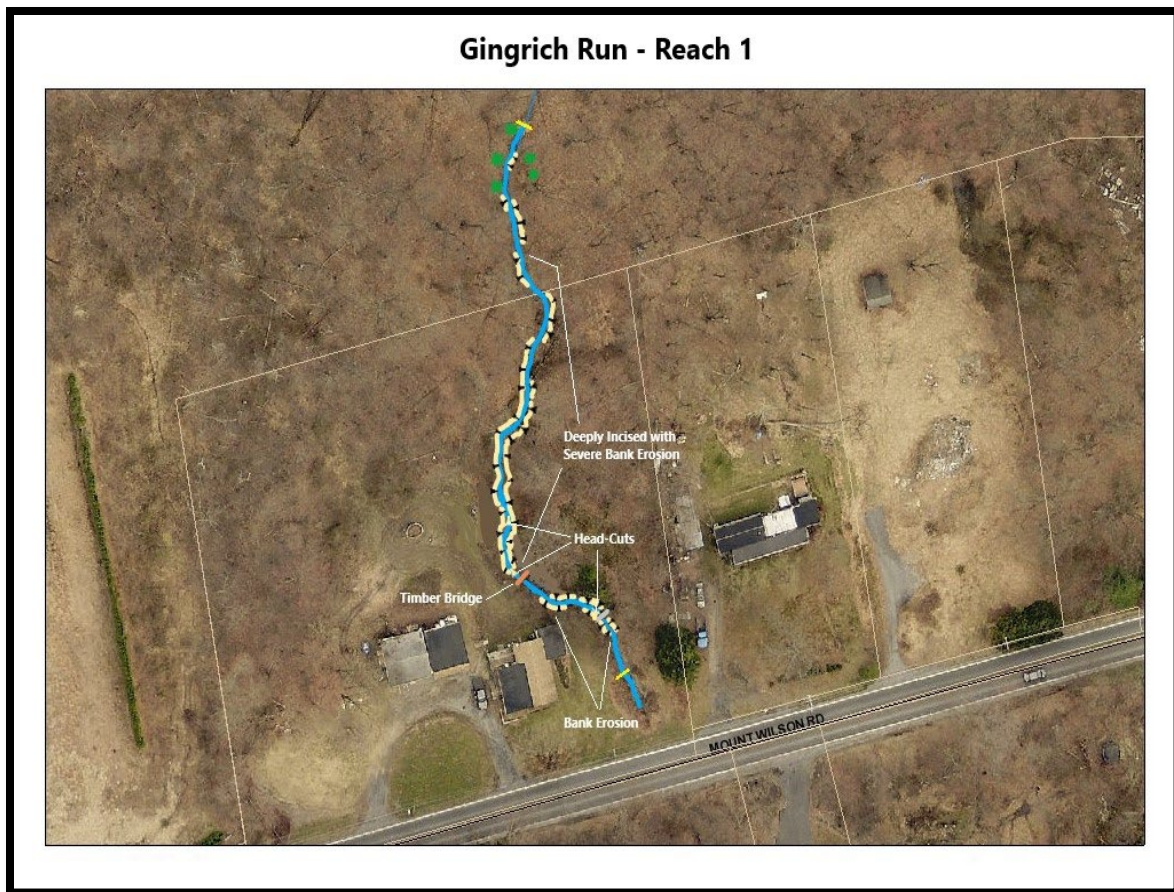 Gingrich Run - Reach 1
Deeply Incised with
Severe Bank Erosion
Head-Cuts
Timber Bridge
Bank Erosion
MOUNT WILSON RD